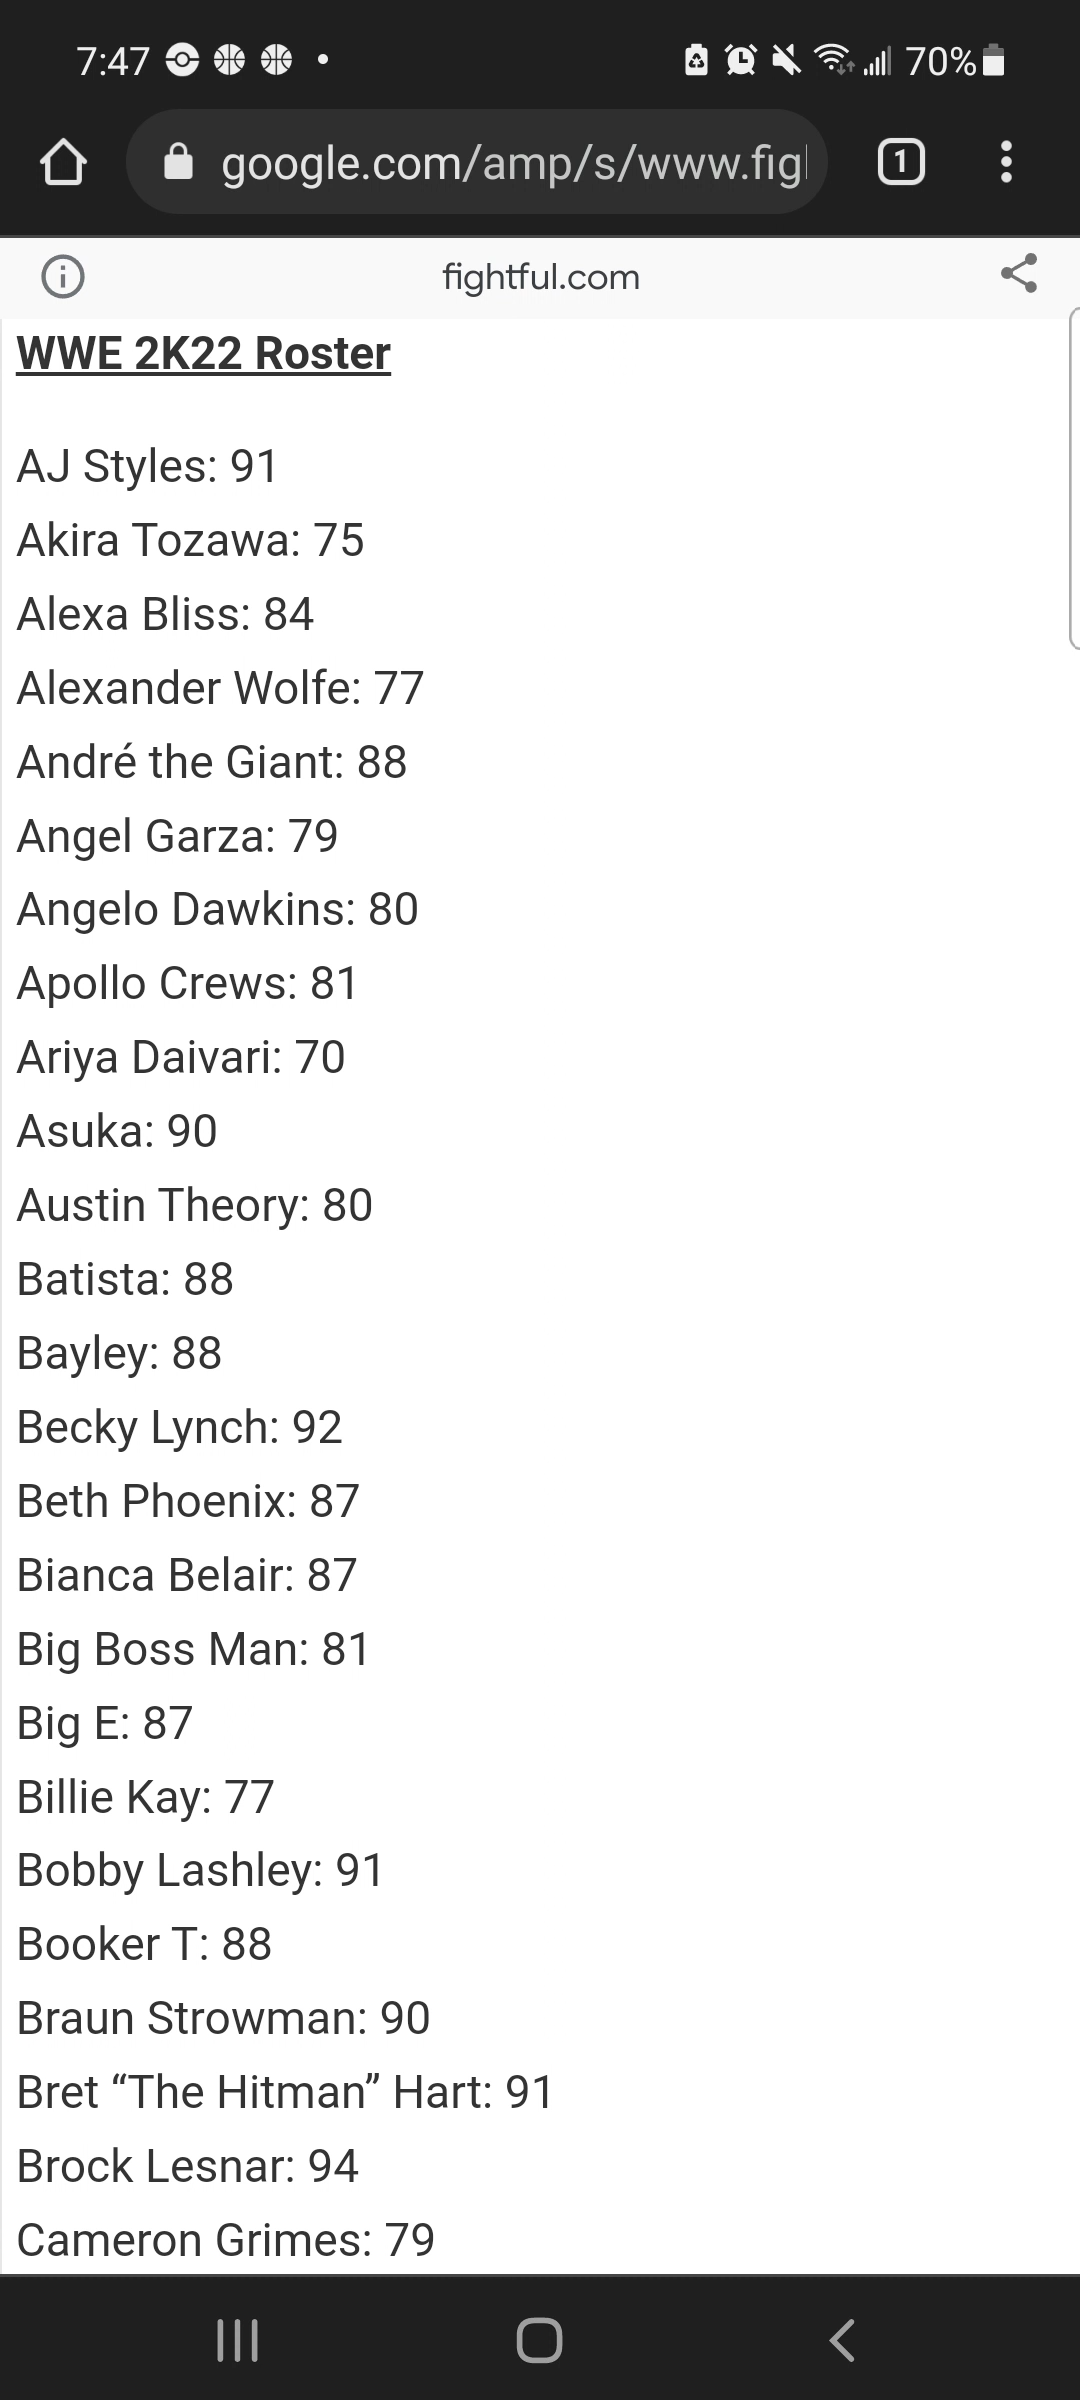 7:47 70%
google.com/amp/s/www.fig
1
fightful.com
WWE 2K22 Roster
AJ Styles: 91
Akira Tozawa: 75
Alexa Bliss: 84
Alexander Wolfe: 77
André the Giant: 88
Angel Garza: 79
Angelo Dawkins: 80
Apollo Crews: 81
Ariya Daivari: 70
Asuka: 90
Austin Theory: 80
Batista: 88
Bayley: 88
Becky Lynch: 92
Beth Phoenix: 87
Bianca Belair: 87
Big Boss Man: 81
Big E: 87
Billie Kay: 77
Bobby Lashley: 91
Booker T: 88
Braun Strowman: 90
Bret “The Hitman” Hart: 91
Brock Lesnar: 94
Cameron Grimes: 79